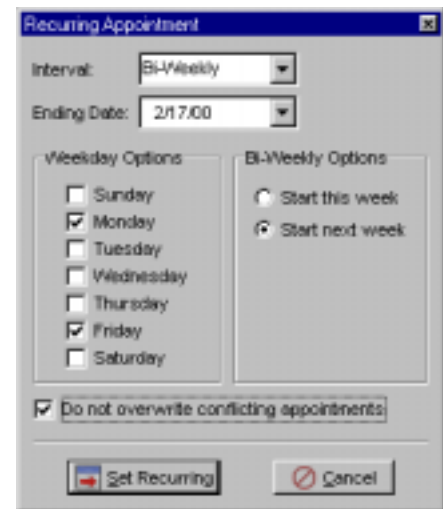 Recurring Appointment
Interval: Bi-Weekly
Ending Date: 2/17/00
Weekday Options
Sunday
Monday
Tuesday
Wednesday
Thursday
Friday
Saturday
Bi-Weekly Options
Start this week
Start next week
Do not overwrite conflicting appointments
Set Recurring
Cancel